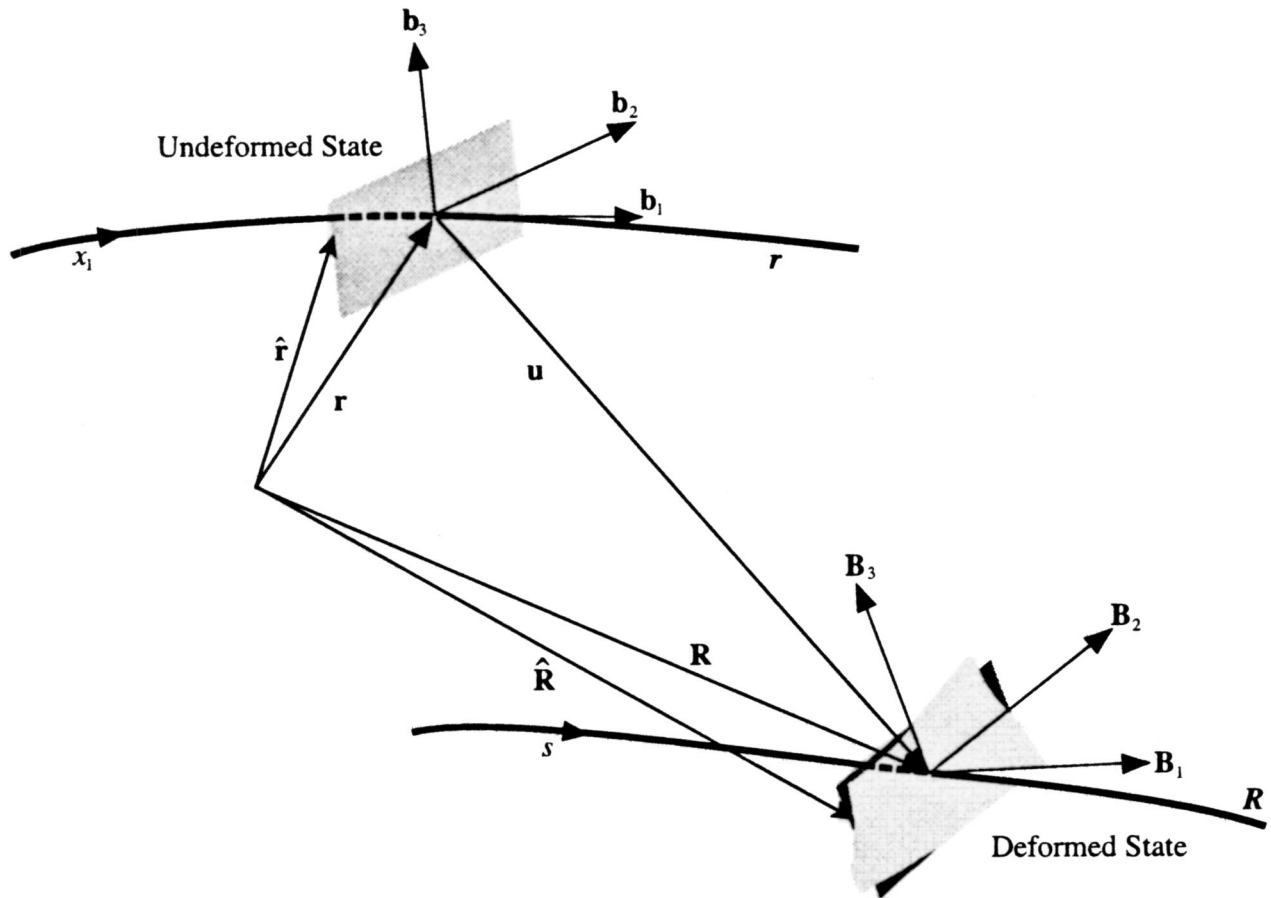 b₃
b₂
Undeformed State
b₁
x₁
r
r̂
r
u
B₃
B₂
R
R̂
s
B₁
R
Deformed State